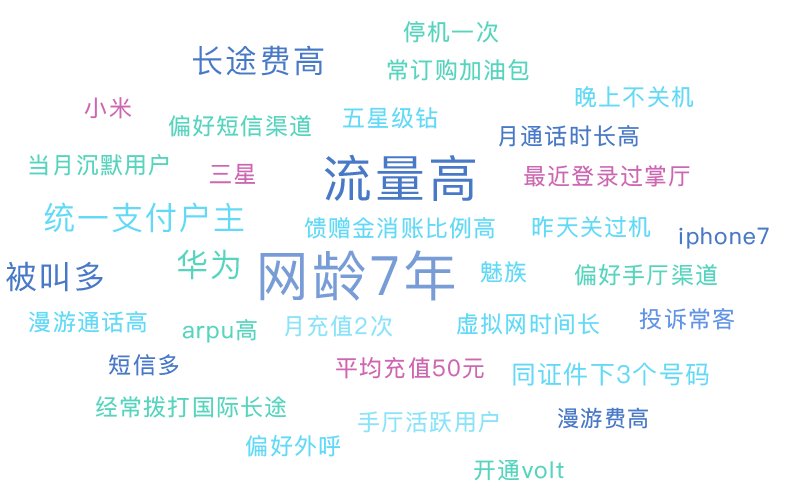 停机一次
长途费高
常订购加油包
晚上不关机
小米
五星级钻
偏好短信渠道
月通话时长高
当月沉默用户
三星
流量高
最近登录过掌厅
统一支付户主
馈赠金消账比例高
昨天关过机
iphone7
被叫多
华为
网龄7年
魅族
偏好手厅渠道
漫游通话高
arpu高
月充值2次
虚拟网时间长
投诉常客
短信多
平均充值50元
同证件下3个号码
经常拨打国际长途
手厅活跃用户
漫游费高
偏好外呼
开通volt